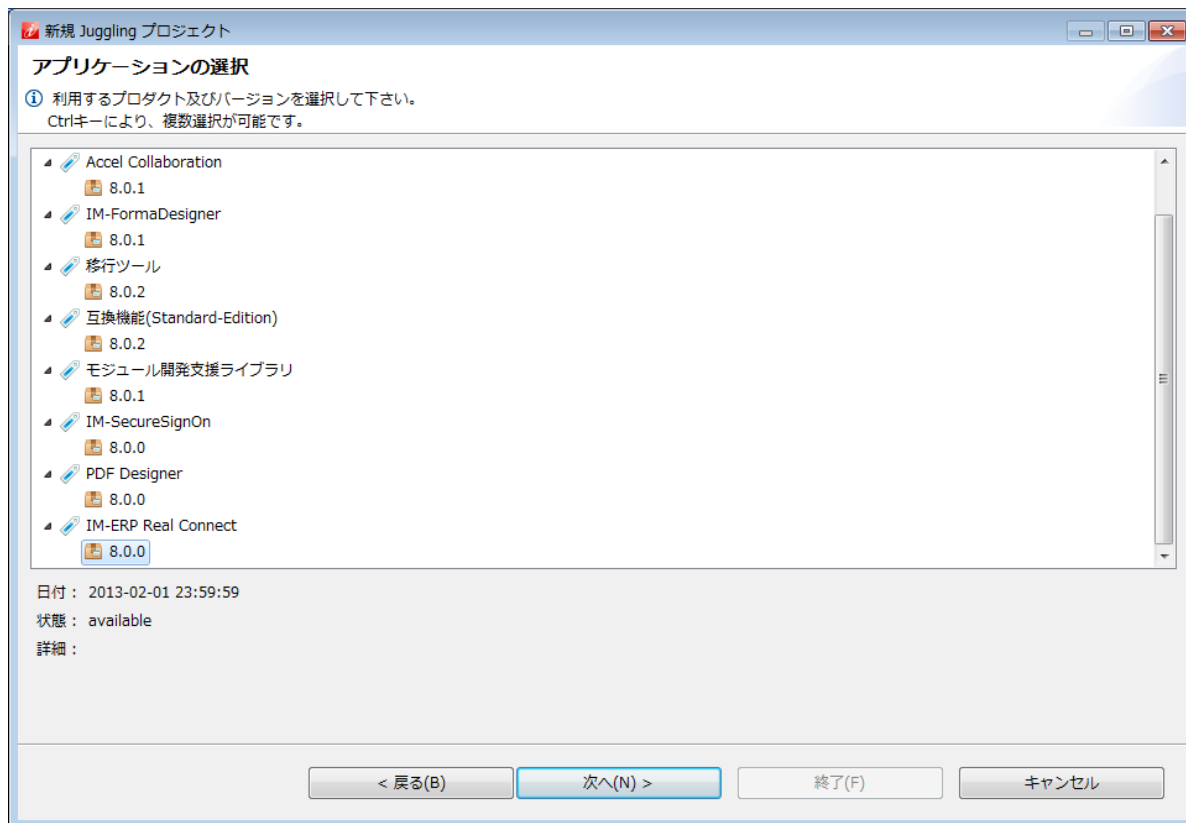 新規 Juggling プロジェクト
アプリケーションの選択
利用するプロダクト及びバージョンを選択して下さい。
Ctrlキーにより、複数選択が可能です。
Accel Collaboration
8.0.1
IM-FormaDesigner
8.0.1
移行ツール
8.0.2
互換機能(Standard-Edition)
8.0.2
モジュール開発支援ライブラリ
8.0.1
IM-SecureSignOn
8.0.0
PDF Designer
8.0.0
IM-ERP Real Connect
8.0.0
日付： 2013-02-01 23:59:59
状態： available
詳細：
< 戻る(B) 次へ(N) > 終了(F) キャンセル